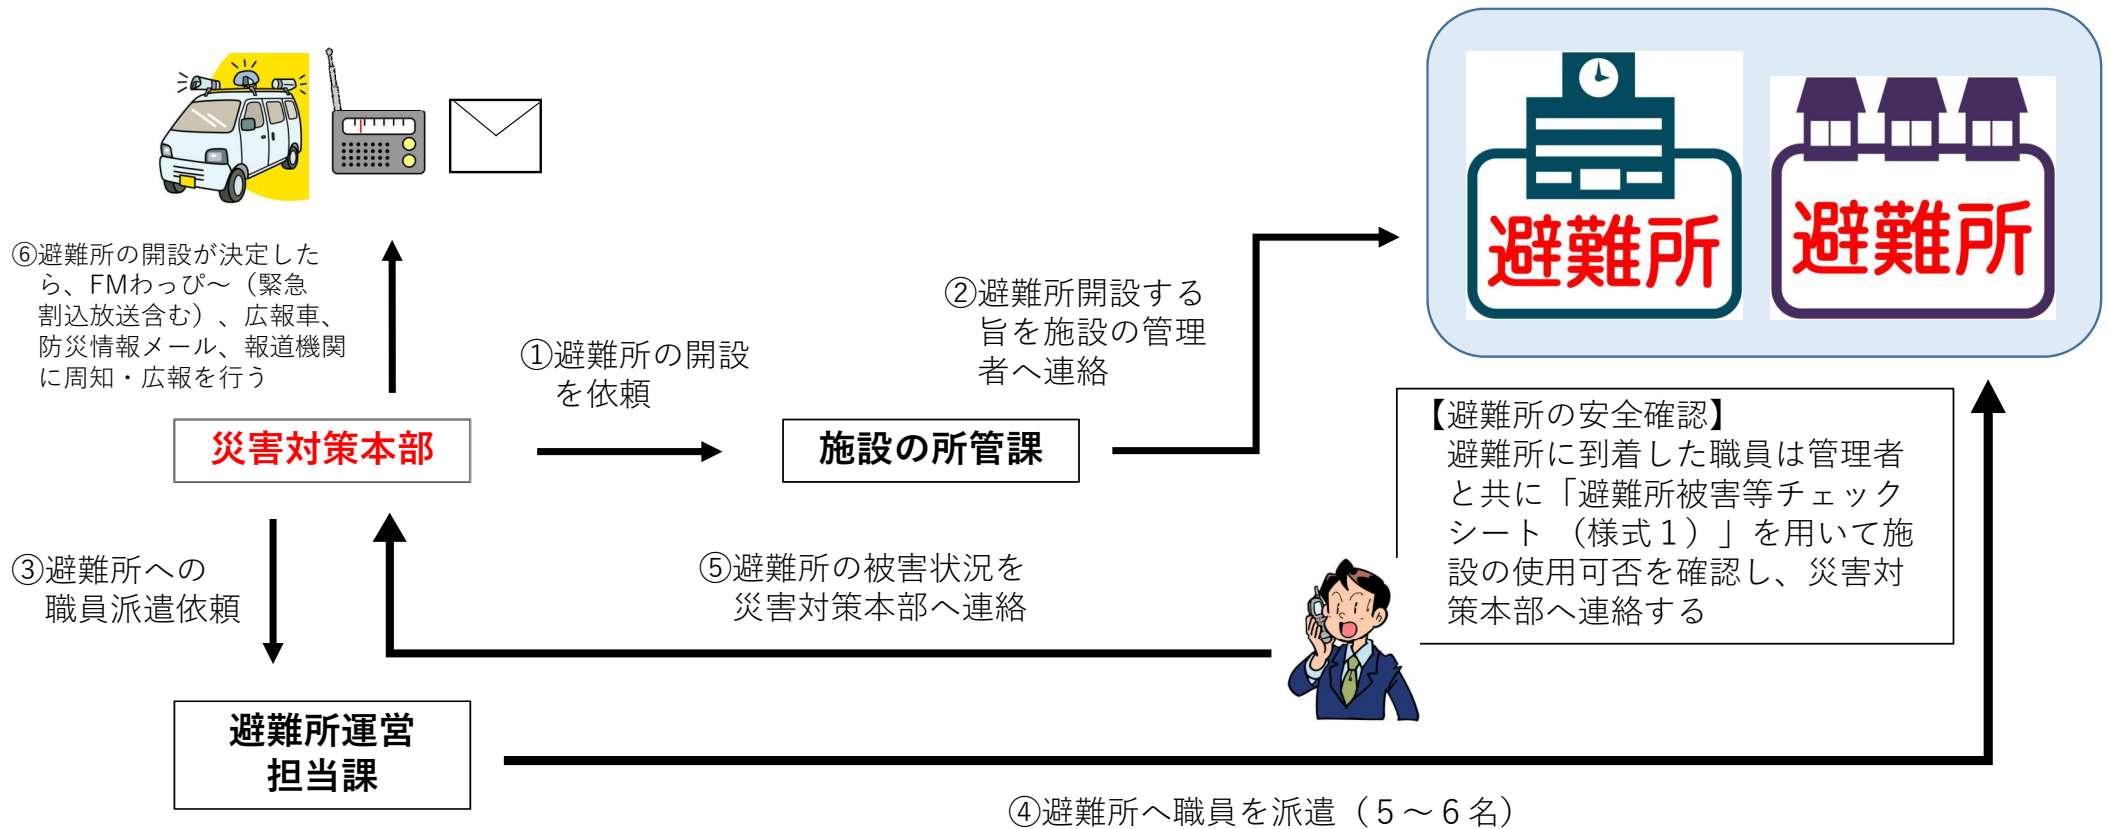 避難所
避難所
⑥避難所の開設が決定した
ら、FMわっぴ～（緊急
割込放送含む）、広報車、
防災情報メール、報道機関
に周知・広報を行う
①避難所の開設
を依頼
②避難所開設する
旨を施設の管理
者へ連絡
災害対策本部
施設の所管課
【避難所の安全確認】
避難所に到着した職員は管理者
と共に「避難所被害等チェック
シート （様式１）」を用いて施
設の使用可否を確認し、災害対
策本部へ連絡する
③避難所への
職員派遣依頼
⑤避難所の被害状況を
災害対策本部へ連絡
避難所運営
担当課
④避難所へ職員を派遣（５～６名）